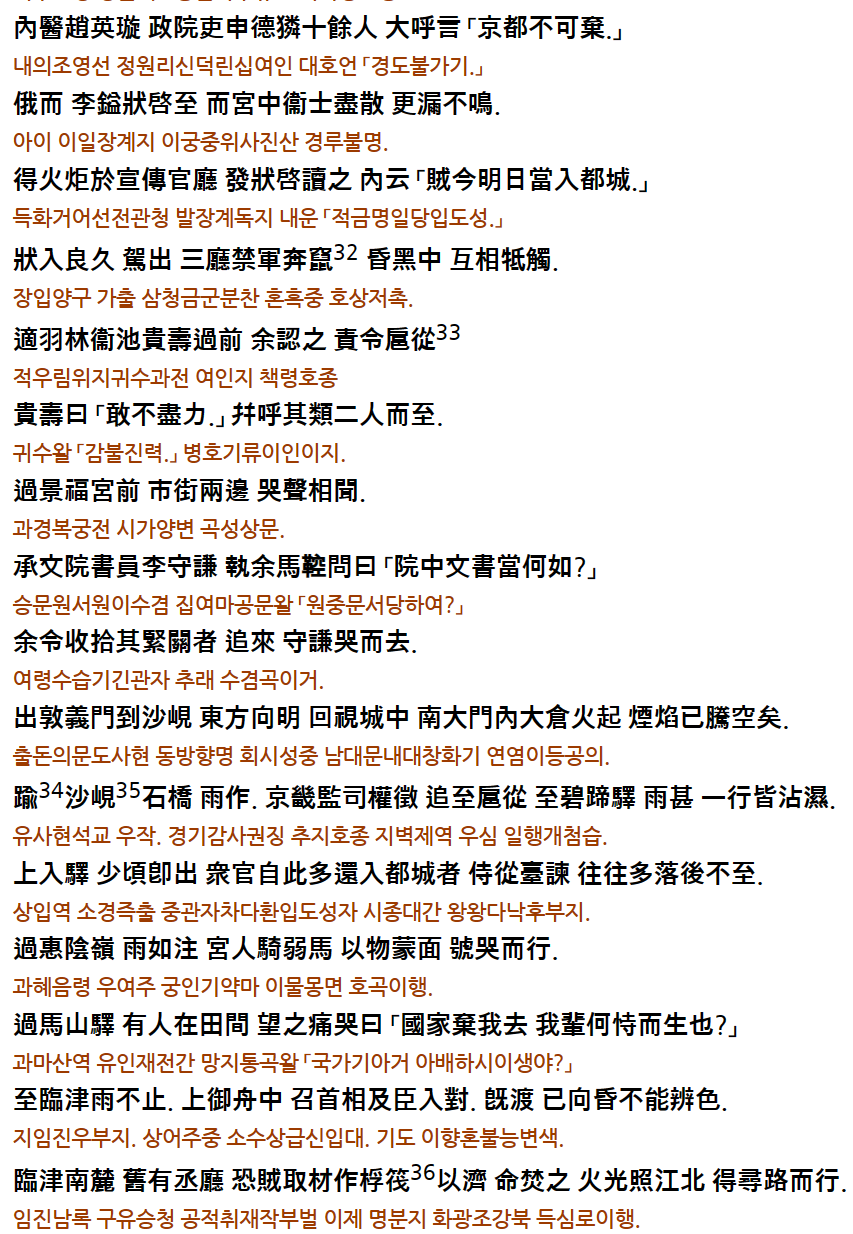 內醫趙英璇 政院吏申德獜十餘人 大呼言「京都不可棄.」
내의조영선 정원리신덕린십여인 대호언「경도불가기.」
俄而 李鎰狀啓至 而宮中衞士盡散 更漏不鳴.
아이 이일장계지 이궁중위사진산 경루불명.
得火炬於宣傳官廳 發狀啓讀之 內云「賊今明日當入都城.」
득화거어선전관청 발장계독지 내운「적금명일당입도성.」
狀入良久 駕出 三廳禁軍奔竄32 昏黑中 互相牴觸.
장입양구 가출 삼청금군분찬 혼흑중 호상저촉.
適羽林衞池貴壽過前 余認之 責令扈從33
적우림위지귀수과전 여인지 책령호종
貴壽曰「敢不盡力.」幷呼其類二人而至.
귀수왈「감불진력.」병호기류이인이지.
過景福宮前 市街兩邊 哭聲相聞.
과경복궁전 시가양변 곡성상문.
承文院書員李守謙 執余馬鞚問曰「院中文書當何如?」
승문원서원이수겸 집여마공문왈「원중문서당하여?」
余令收拾其緊關者 追來 守謙哭而去.
여령수습기긴관자 추래 수겸곡이거.
出敦義門到沙峴 東方向明 回視城中 南大門內大倉火起 煙焰已騰空矣.
출돈의문도사현 동방향명 회시성중 남대문내대창화기 연염이등공의.
踰34沙峴35石橋 雨作. 京畿監司權徵 追至扈從 至碧蹄驛 雨甚 一行皆沾濕.
유사현석교 우작. 경기감사권징 추지호종 지벽제역 우심 일행개첨습.
上入驛 少頃卽出 衆官自此多還入都城者 侍從臺諫 往往多落後不至.
상입역 소경즉출 중관자차다환입도성자 시종대간 왕왕다낙후부지.
過惠陰嶺 雨如注 宮人騎弱馬 以物蒙面 號哭而行.
과혜음령 우여주 궁인기약마 이물몽면 호곡이행.
過馬山驛 有人在田間 望之痛哭曰「國家棄我去 我輩何恃而生也?」
과마산역 유인재전간 망지통곡왈「국가기아거 아배하시이생야?」
至臨津雨不止. 上御舟中 召首相及臣入對. 旣渡 已向昏不能辨色.
지임진우부지. 상어주중 소수상급신입대. 기도 이향혼불능변색.
臨津南麓 舊有丞廳 恐賊取材作桴筏36以濟 命焚之 火光照江北 得尋路而行.
임진남록 구유승청 공적취재작부벌 이제 명분지 화광조강북 득심로이행.